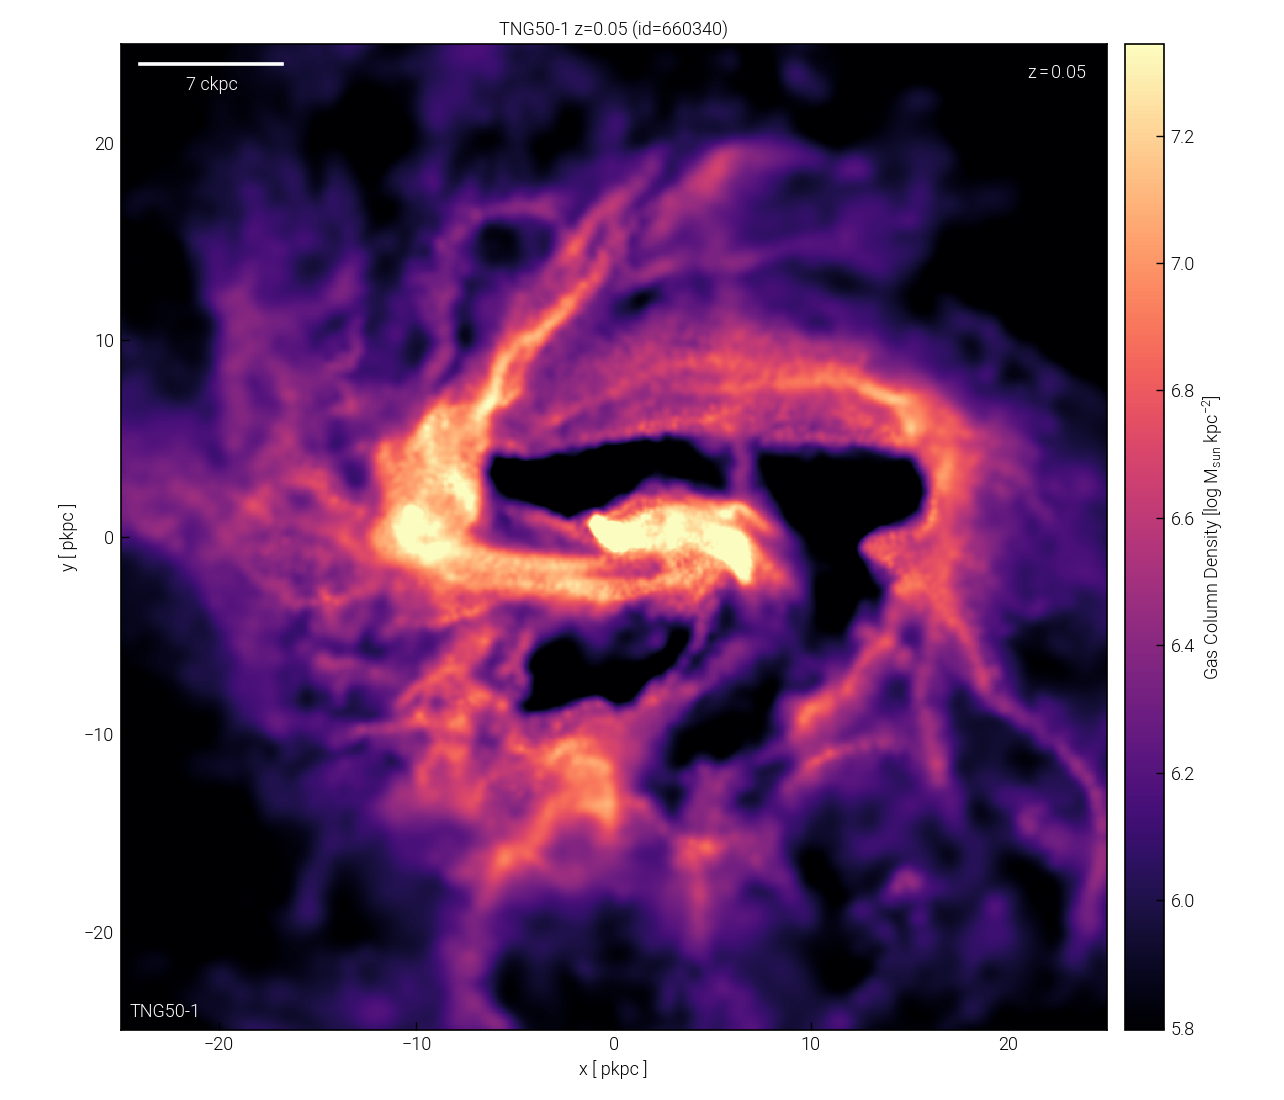 TNG50-1 z=0.05 (id=660340)
7 ckpc
z=0.05
TNG50-1
20
10
0
−10
−20
y [ pkpc ]
−20
−10
0
10
20
x [ pkpc ]
7.2
7.0
6.8
6.6
6.4
6.2
6.0
5.8
Gas Column Density [log Msun kpc−2]